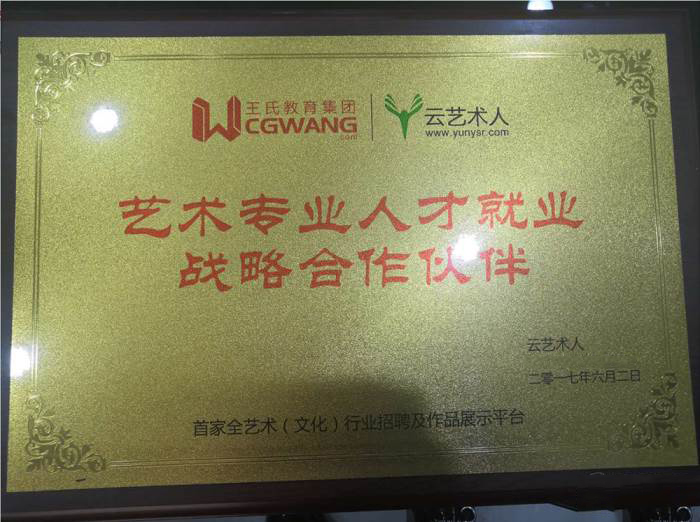 王氏教育集团
CGWANG
.com
云艺术人
www.yunysr.com
艺术专业人才就业
战略合作伙伴
云艺术人
二零一七年六月二日
首家全艺术（文化）行业招聘及作品展示平台